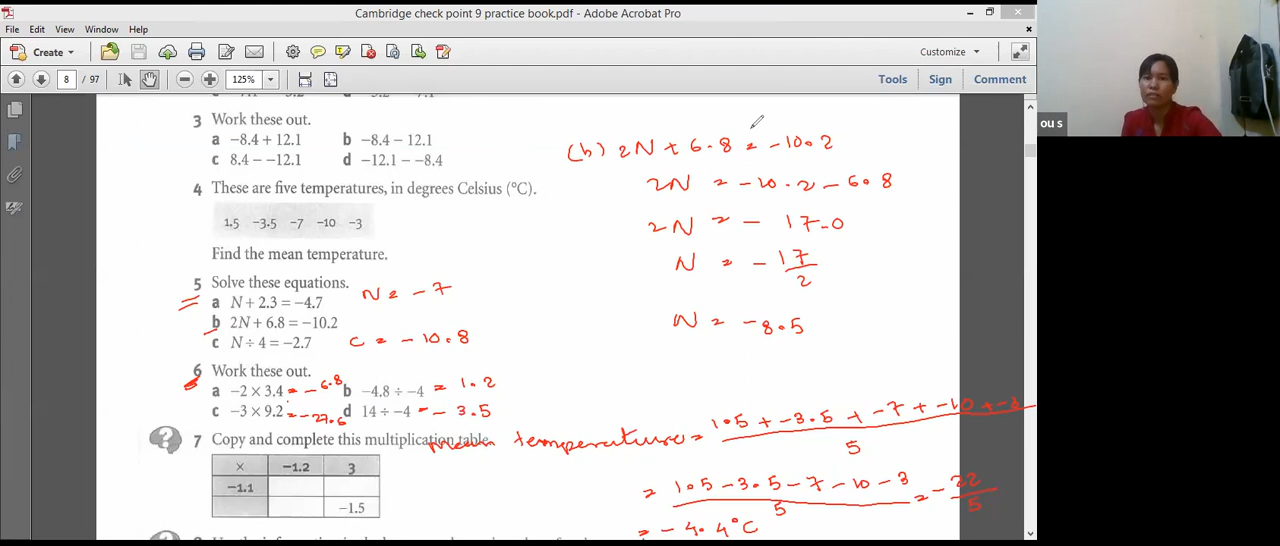 Cambridge check point 9 practice book.pdf - Adobe Acrobat Pro
File Edit View Window Help
Create Customize
8 / 97 125% Tools Sign Comment
3 Work these out.
a −8.4 + 12.1 b −8.4 − 12.1
c 8.4 − −12.1 d −12.1 − −8.4
4 These are five temperatures, in degrees Celsius (°C).
1.5 −3.5 −7 −10 −3
Find the mean temperature.
5 Solve these equations.
a N + 2.3 = −4.7 N = −7
b 2N + 6.8 = −10.2
c N ÷ 4 = −2.7 C = −10.8
6 Work these out.
a −2 × 3.4 = −6.8 b −4.8 ÷ −4 = 1.2
c −3 × 9.2 = −27.6 d 14 ÷ −4 = −3.5
7 Copy and complete this multiplication table.
× −1.2 3
−1.1
−1.5
(b) 2N + 6.8 = −10.2
2N = −10.2 − 6.8
2N = − 17.0
N = − 17/2
N = −8.5
mean temperature = 1.5 + −3.5 + −7 + −10 + −3
5
= 1.5 − 3.5 − 7 − 10 − 3 = − 22
5 5
= −4.4°C
ou s